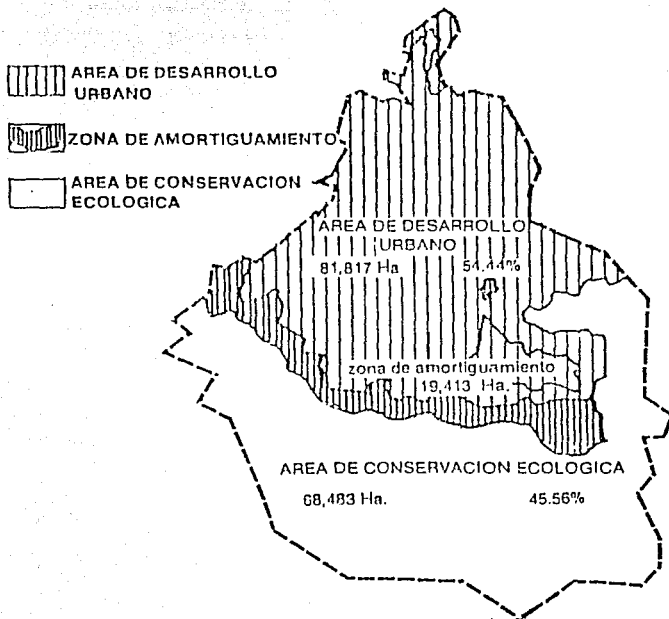 AREA DE DESARROLLO
URBANO
ZONA DE AMORTIGUAMIENTO
AREA DE CONSERVACION
ECOLOGICA
AREA DE DESARROLLO
URBANO
81,817 Ha 54.44%
zona de amortiguamiento
19,413 Ha.
AREA DE CONSERVACION ECOLOGICA
68,483 Ha. 45.56%